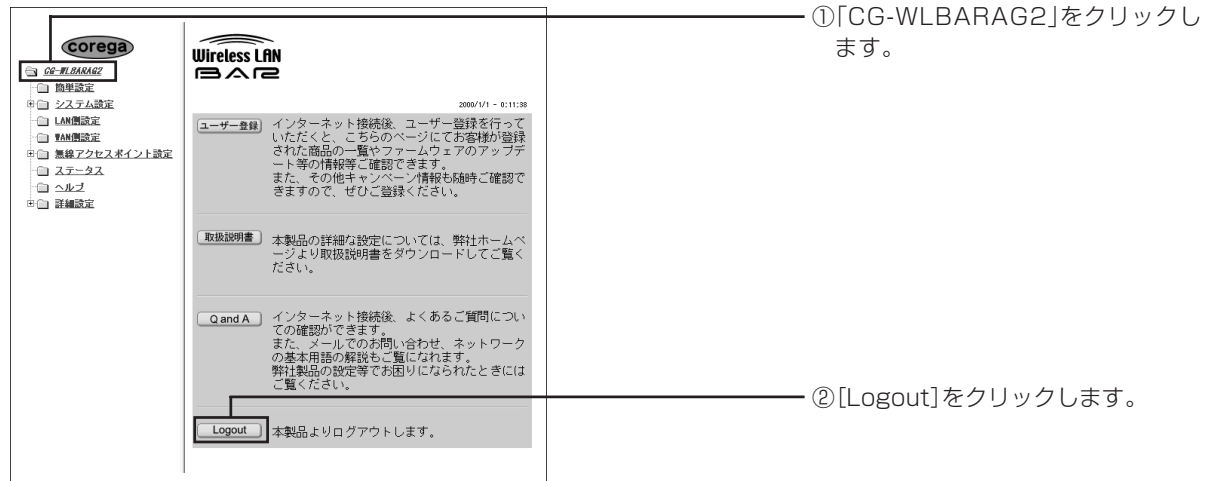 corega
CG-WLBARAG2
簡単設定
システム設定
LAN側設定
WAN側設定
無線アクセスポイント設定
ステータス
ヘルプ
詳細設定
Wireless LAN
BAR
2000/1/1 - 0:11:38
ユーザー登録
インターネット接続後、ユーザー登録を行って
いただくと、こちらのページにてお客様が登録
された商品の一覧やファームウェアのアップデ
ート等の情報等ご確認できます。
また、その他キャンペーン情報も随時ご確認で
きますので、ぜひご登録ください。
取扱説明書
本製品の詳細な設定については、弊社ホームペ
ージより取扱説明書をダウンロードしてご覧く
ださい。
Q and A
インターネット接続後、よくあるご質問につい
ての確認ができます。
また、メールでのお問い合わせ、ネットワーク
の基本用語の解説もご覧になれます。
弊社製品の設定等でお困りになられたときには
ご覧ください。
Logout
本製品よりログアウトします。
①「CG-WLBARAG2」をクリックし
ます。
②[Logout]をクリックします。